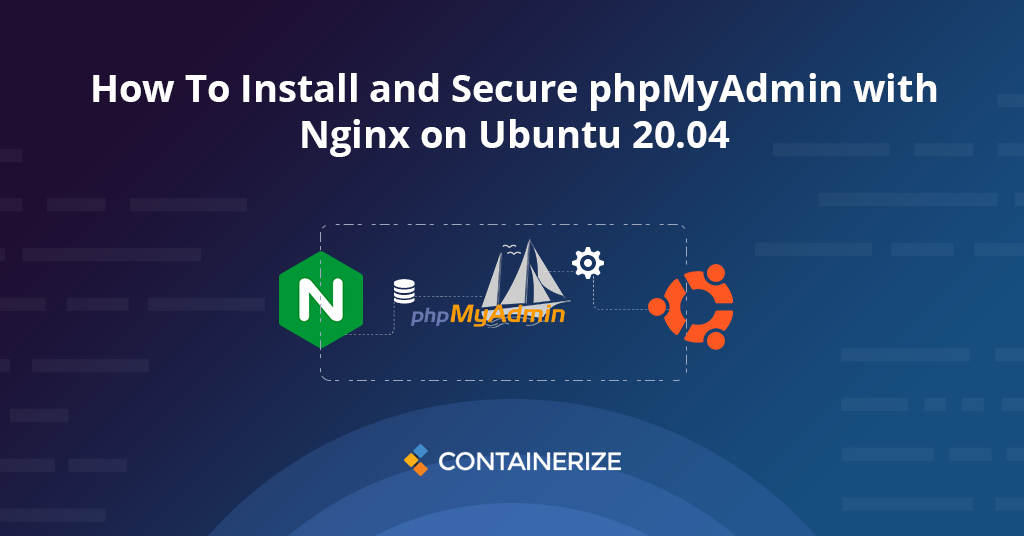 How To Install and Secure phpMyAdmin with
Nginx on Ubuntu 20.04
N
phpMyAdmin
CONTAINERIZE